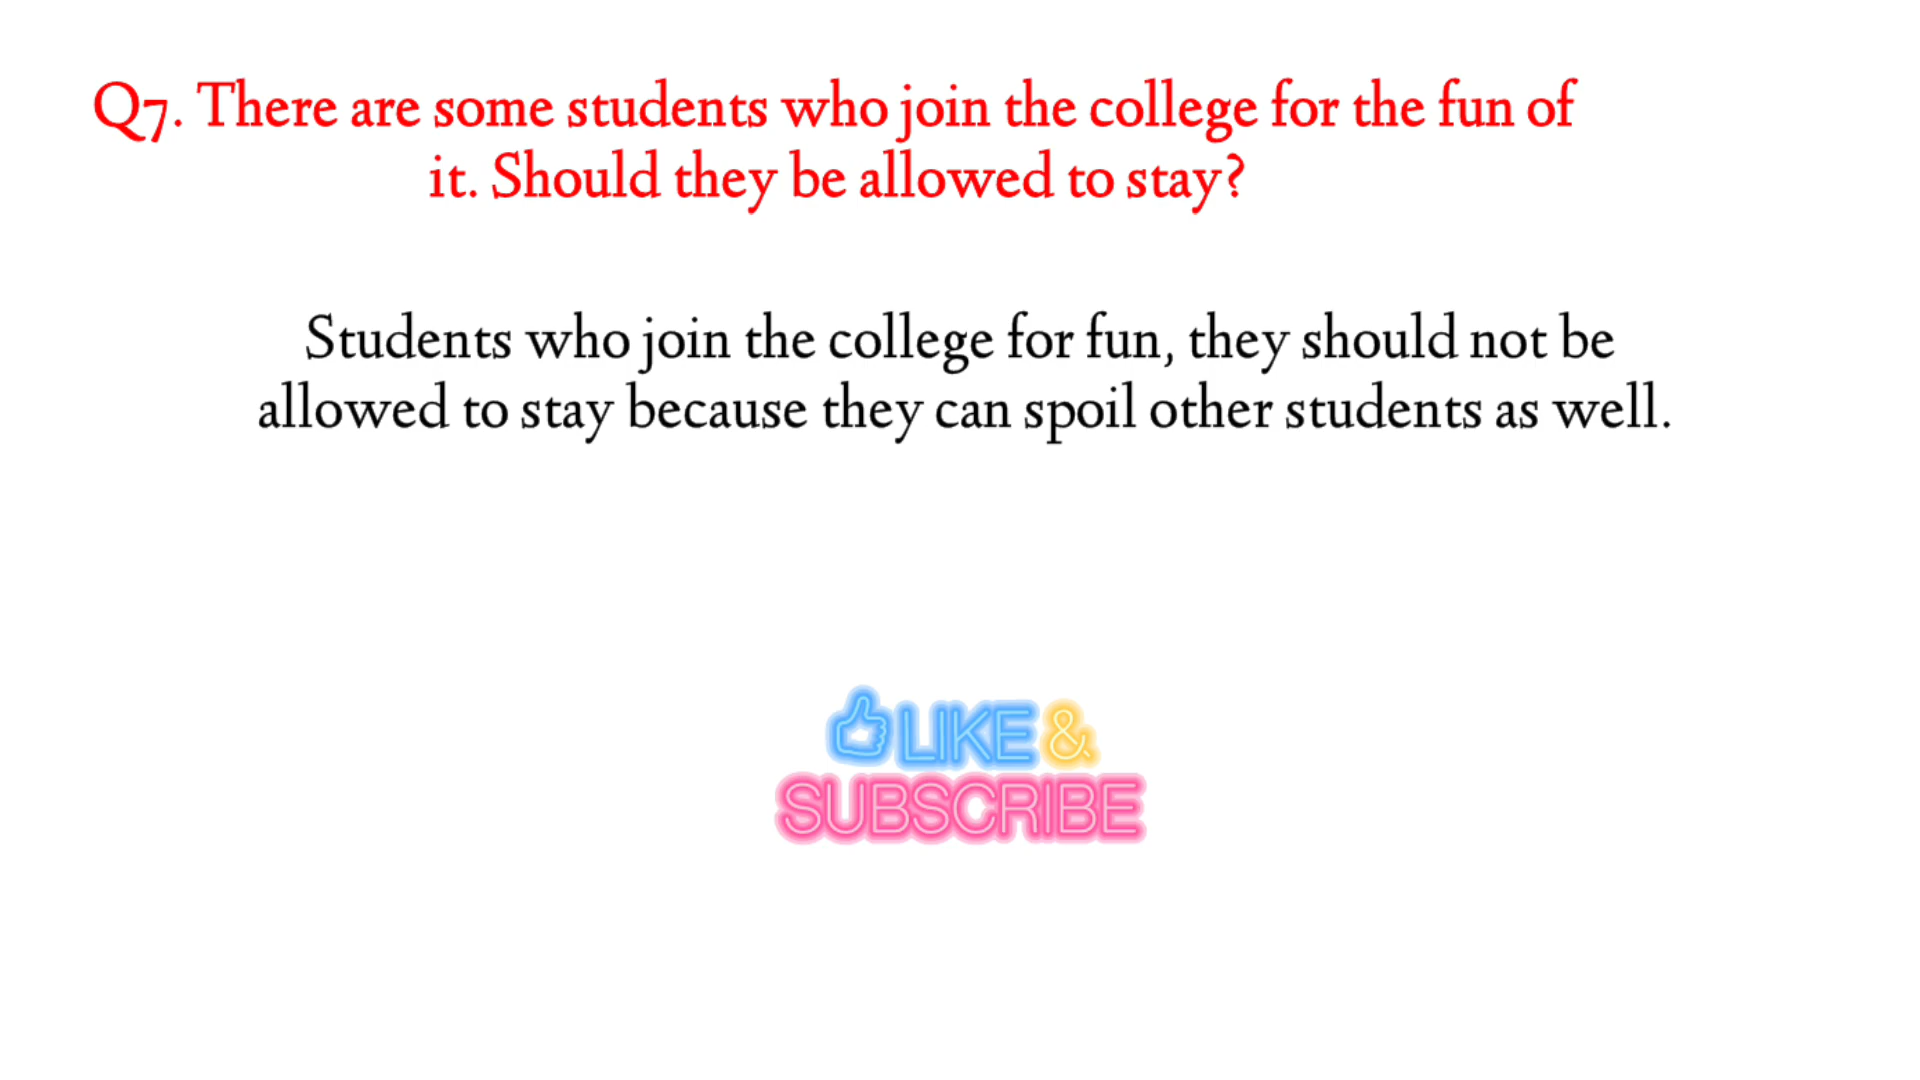 Q7. There are some students who join the college for the fun of
it. Should they be allowed to stay?
Students who join the college for fun, they should not be
allowed to stay because they can spoil other students as well.
LIKE &
SUBSCRIBE